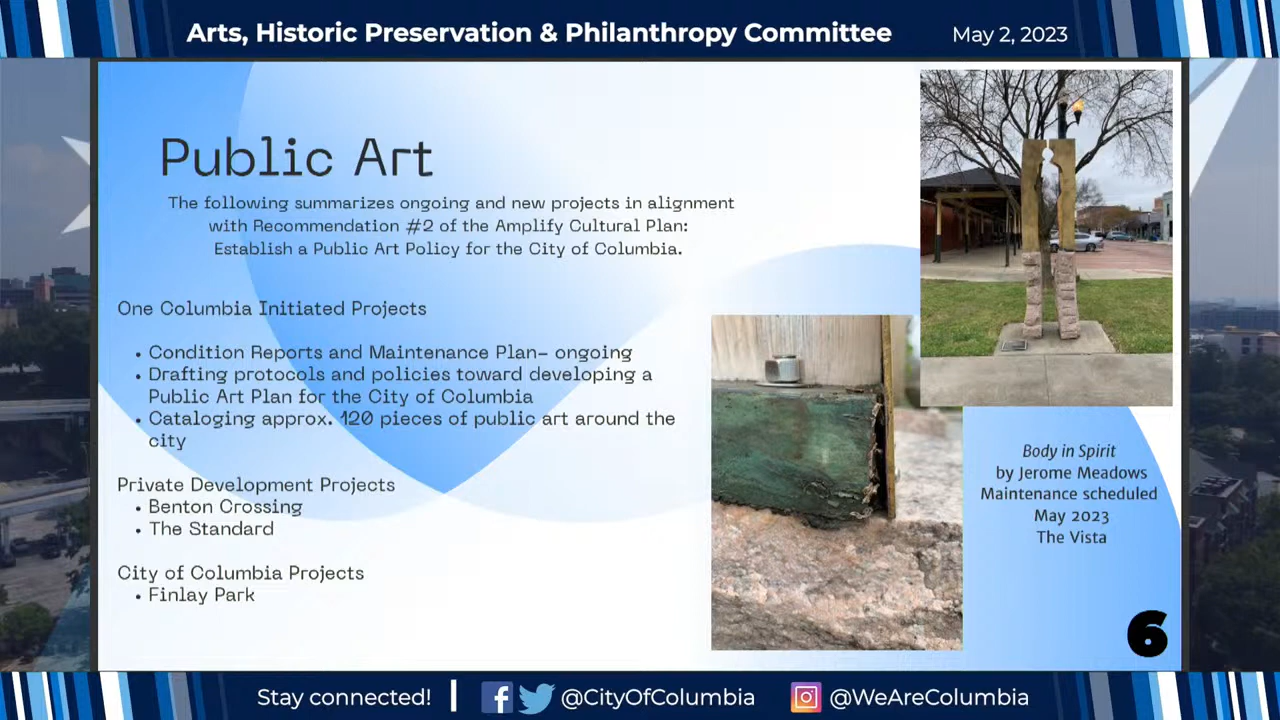 Arts, Historic Preservation & Philanthropy Committee
May 2, 2023
Public Art
The following summarizes ongoing and new projects in alignment
with Recommendation #2 of the Amplify Cultural Plan:
Establish a Public Art Policy for the City of Columbia.
One Columbia Initiated Projects
• Condition Reports and Maintenance Plan– ongoing
• Drafting protocols and policies toward developing a
Public Art Plan for the City of Columbia
• Cataloging approx. 120 pieces of public art around the
city
Private Development Projects
• Benton Crossing
• The Standard
City of Columbia Projects
• Finlay Park
Body in Spirit
by Jerome Meadows
Maintenance scheduled
May 2023
The Vista
6
Stay connected! | @CityOfColumbia @WeAreColumbia